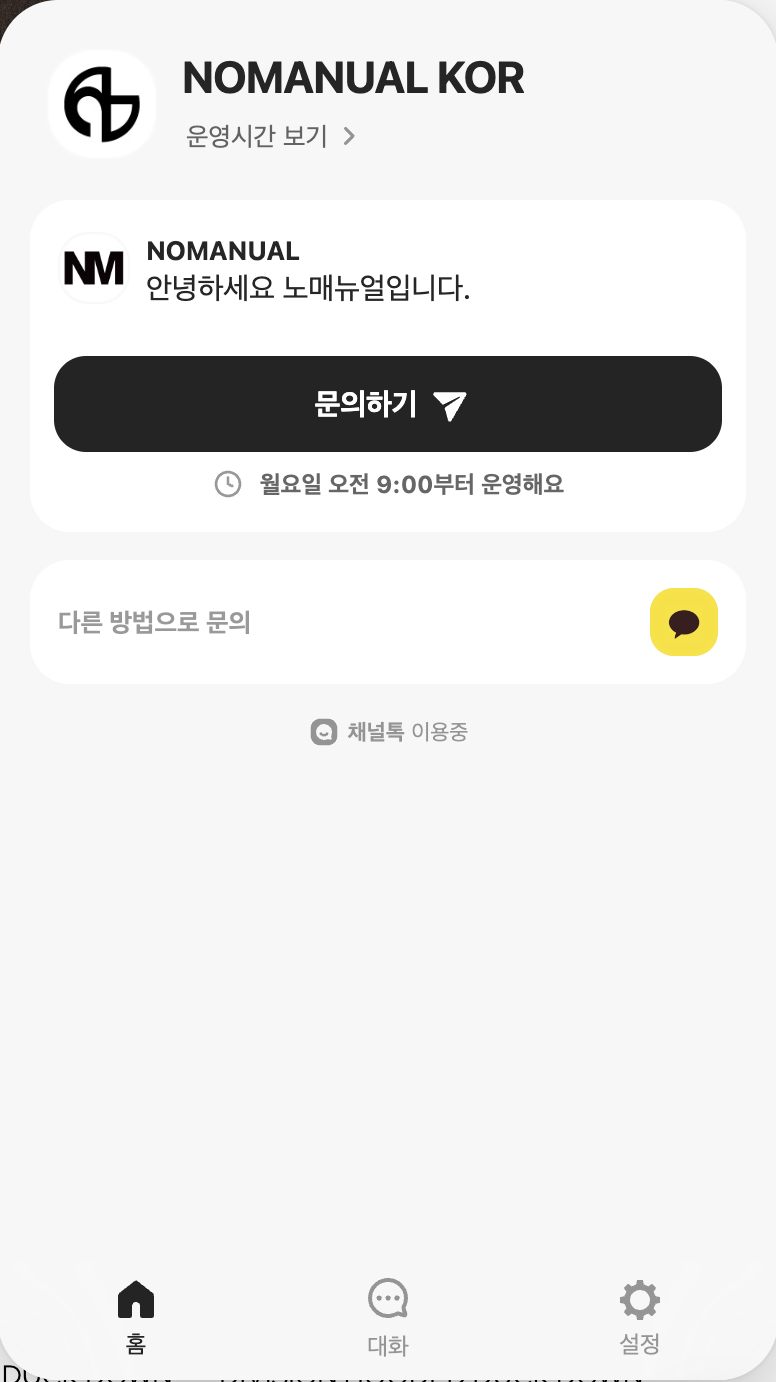 NOMANUAL KOR
운영시간 보기
NM
NOMANUAL
안녕하세요 노매뉴얼입니다.
문의하기
월요일 오전 9:00부터 운영해요
다른 방법으로 문의
채널톡 이용중
홈
대화
설정